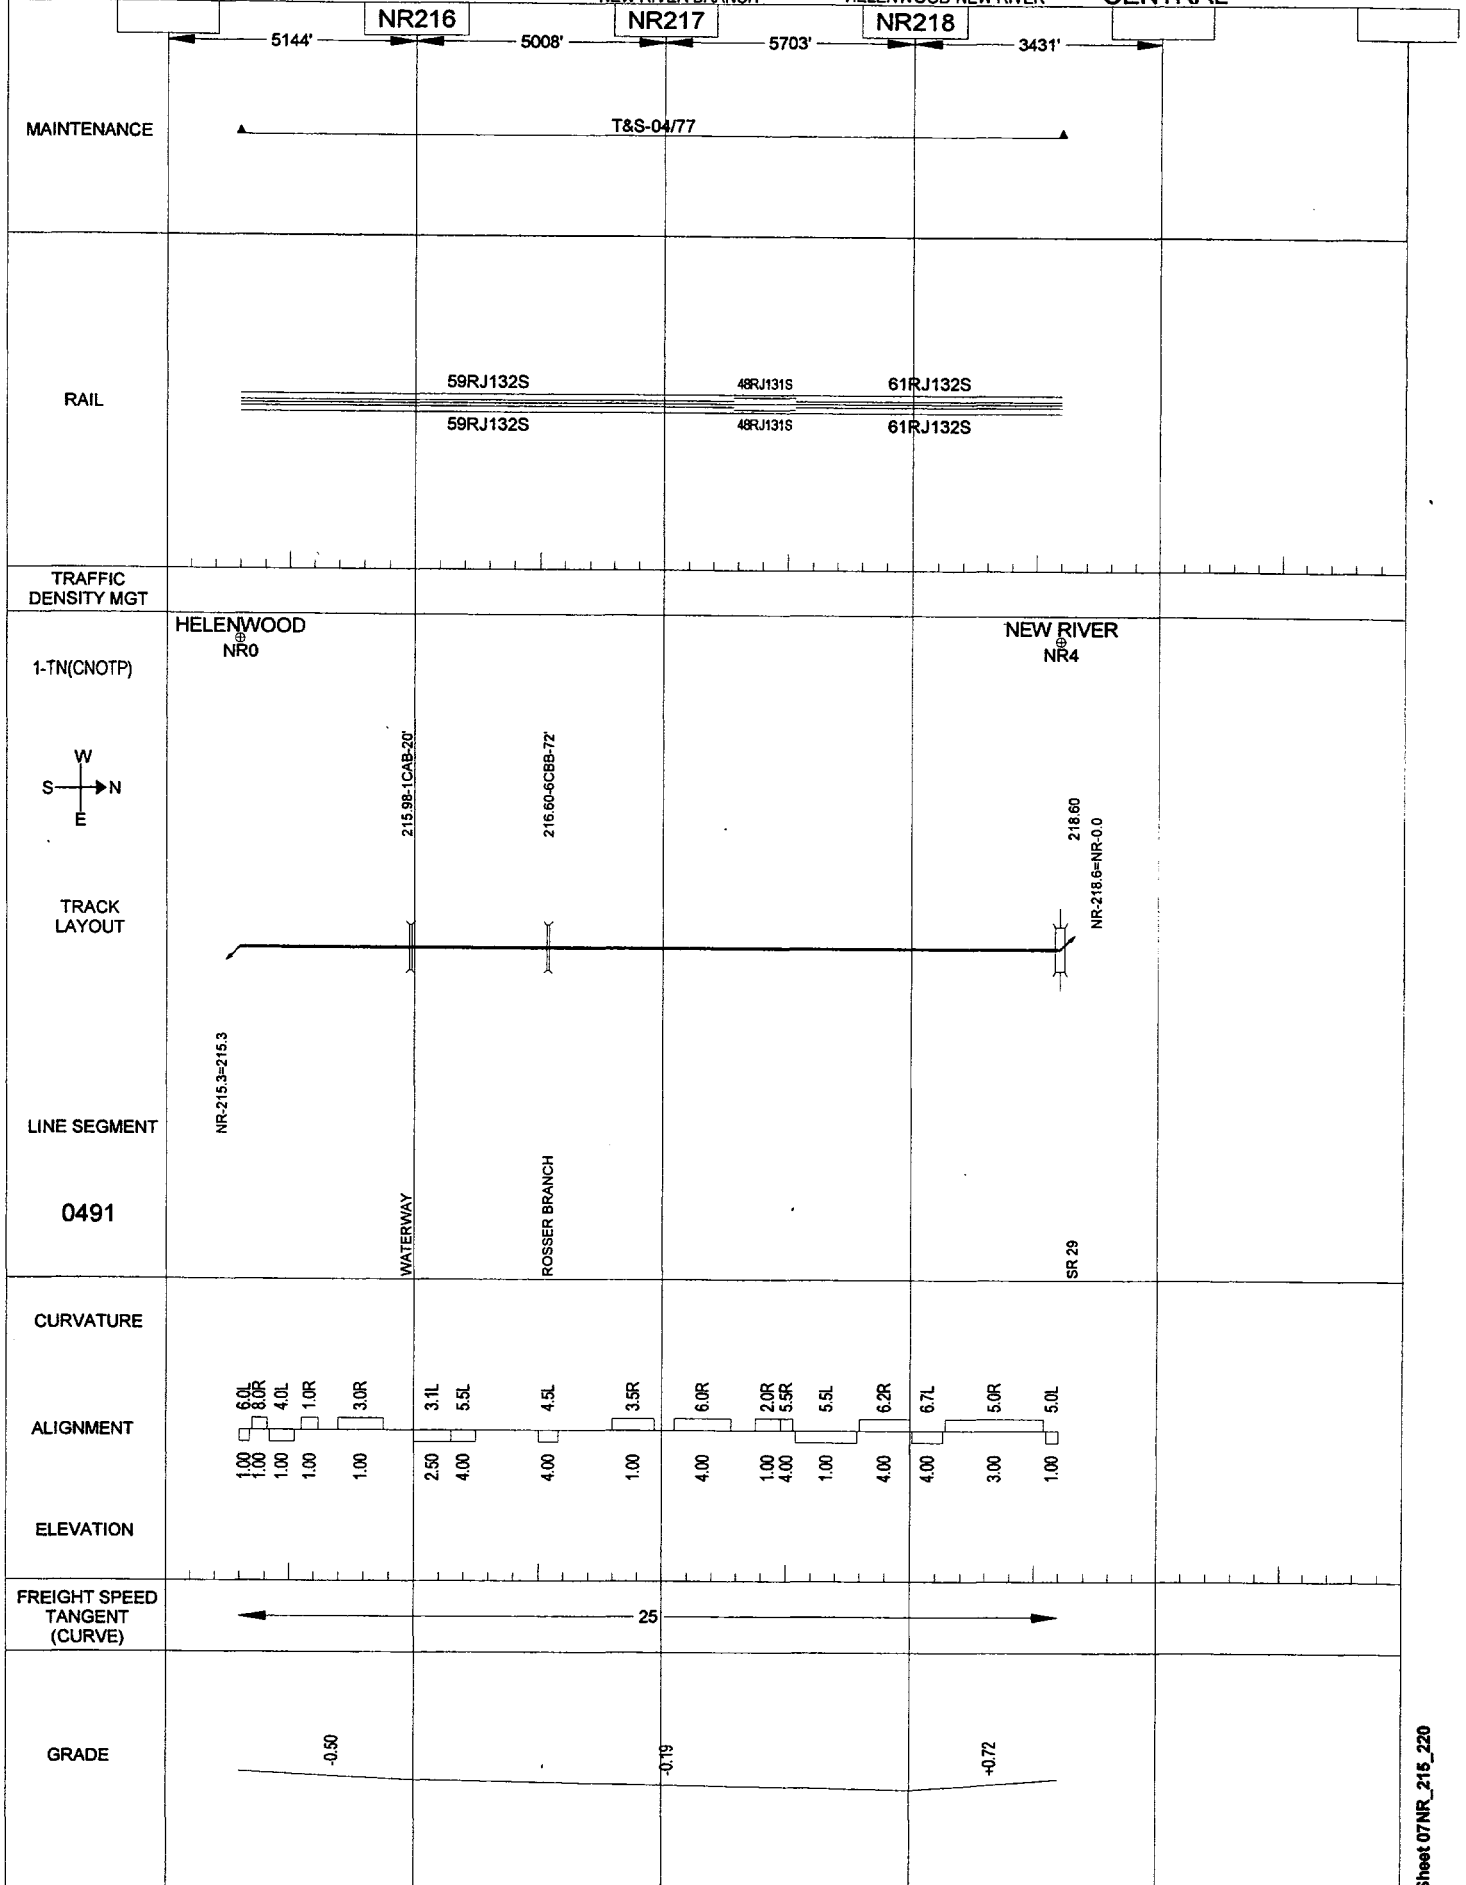 NEW RIVER BRANCH HELENWOOD-NEW RIVER CENTRAL
NR216 NR217 NR218
5144' 5008' 5703' 3431'
MAINTENANCE
T&S-04/77
RAIL
59RJ132S 48RJ131S 61RJ132S
59RJ132S 48RJ131S 61RJ132S
TRAFFIC
DENSITY MGT
HELENWOOD
NR0
NEW RIVER
NR4
1-TN(CNOTP)
W
S N
E
215.98-1CAB-20'
216.60-6CBB-72'
218.60
NR-218.6=NR-0.0
TRACK
LAYOUT
NR-215.3=215.3
LINE SEGMENT
0491
WATERWAY
ROSSER BRANCH
SR 29
CURVATURE
6.0L 8.0R 4.0L 1.0R 3.0R 3.1L 5.5L 4.5L 3.5R 6.0R 2.0R 5.5R 5.5L 6.2R 6.7L 5.0R 5.0L
ALIGNMENT
1.00 1.00 1.00 1.00 1.00 2.50 4.00 4.00 1.00 4.00 1.00 4.00 1.00 4.00 4.00 3.00 1.00
ELEVATION
FREIGHT SPEED
TANGENT
(CURVE)
25
GRADE
-0.50 -0.19 +0.72
Sheet 07NR_215_220